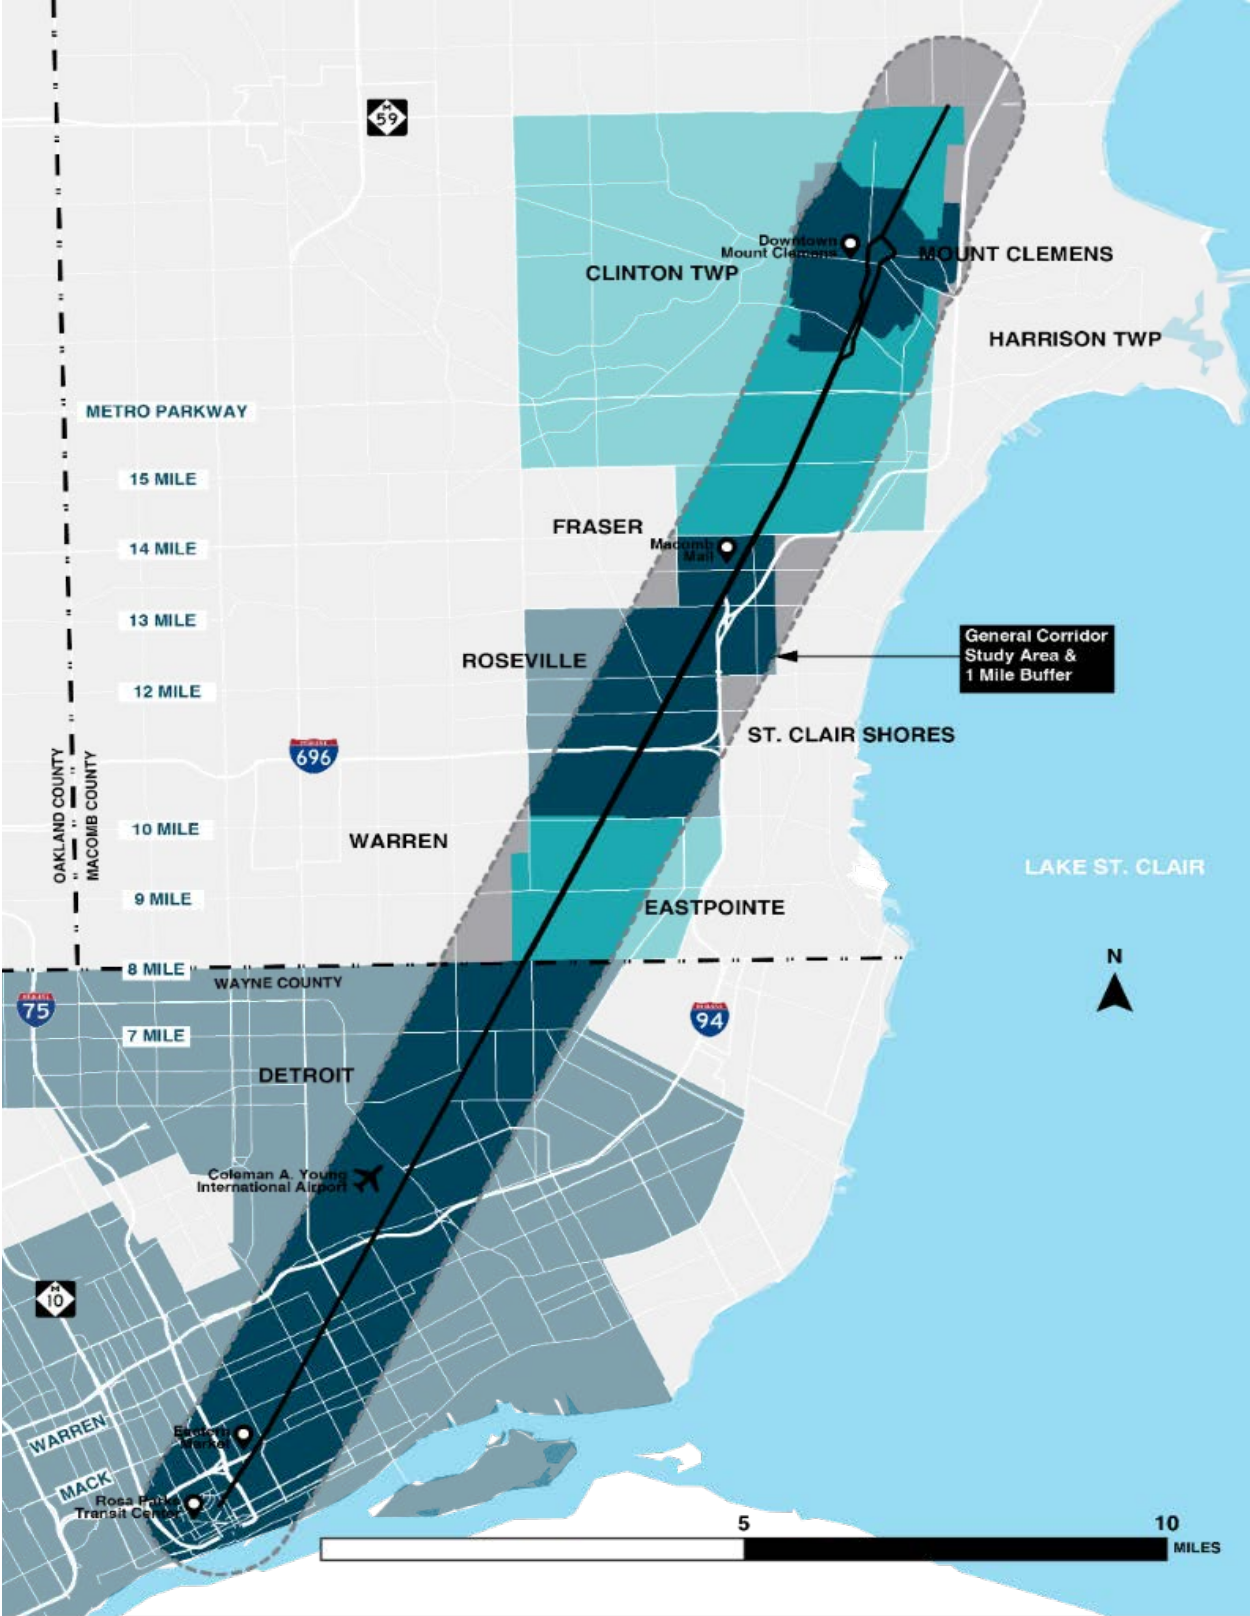 M
59
Downtown
Mount Clemens
MOUNT CLEMENS
CLINTON TWP
HARRISON TWP
METRO PARKWAY
15 MILE
FRASER
14 MILE
Macomb
Mall
13 MILE
General Corridor
Study Area &
1 Mile Buffer
ROSEVILLE
12 MILE
ST. CLAIR SHORES
696
OAKLAND COUNTY
MACOMB COUNTY
10 MILE
WARREN
LAKE ST. CLAIR
9 MILE
EASTPOINTE
N
8 MILE
WAYNE COUNTY
75
94
7 MILE
DETROIT
Coleman A. Young
International Airport
M
10
WARREN
Eastern
Market
MACK
Rosa Parks
Transit Center
5
10
MILES